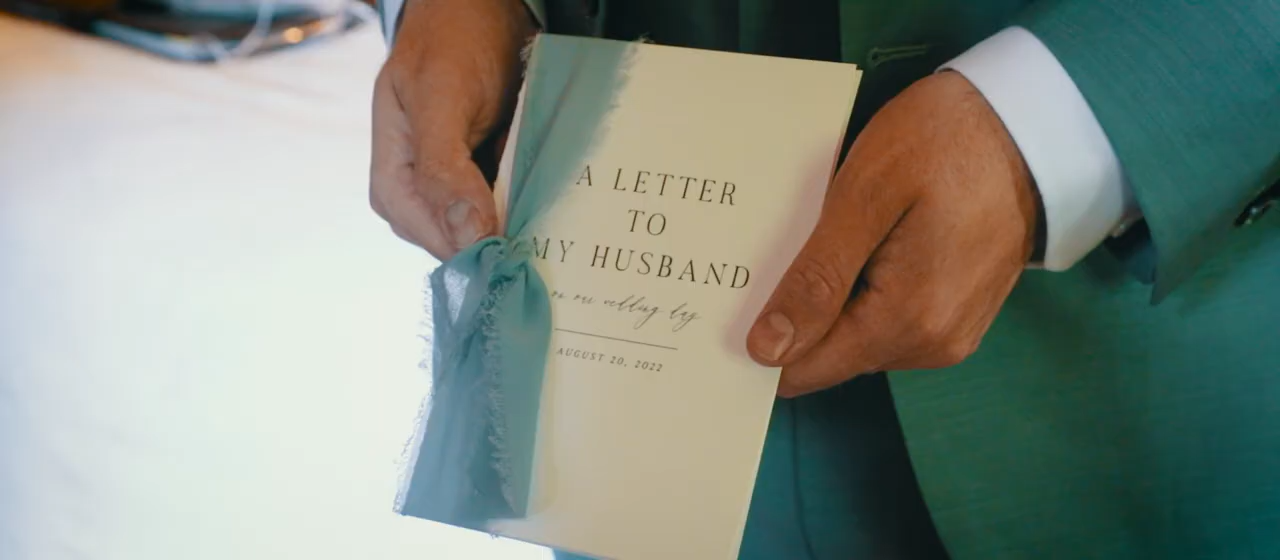 A LETTER
TO
MY HUSBAND
on our wedding day
AUGUST 20, 2022